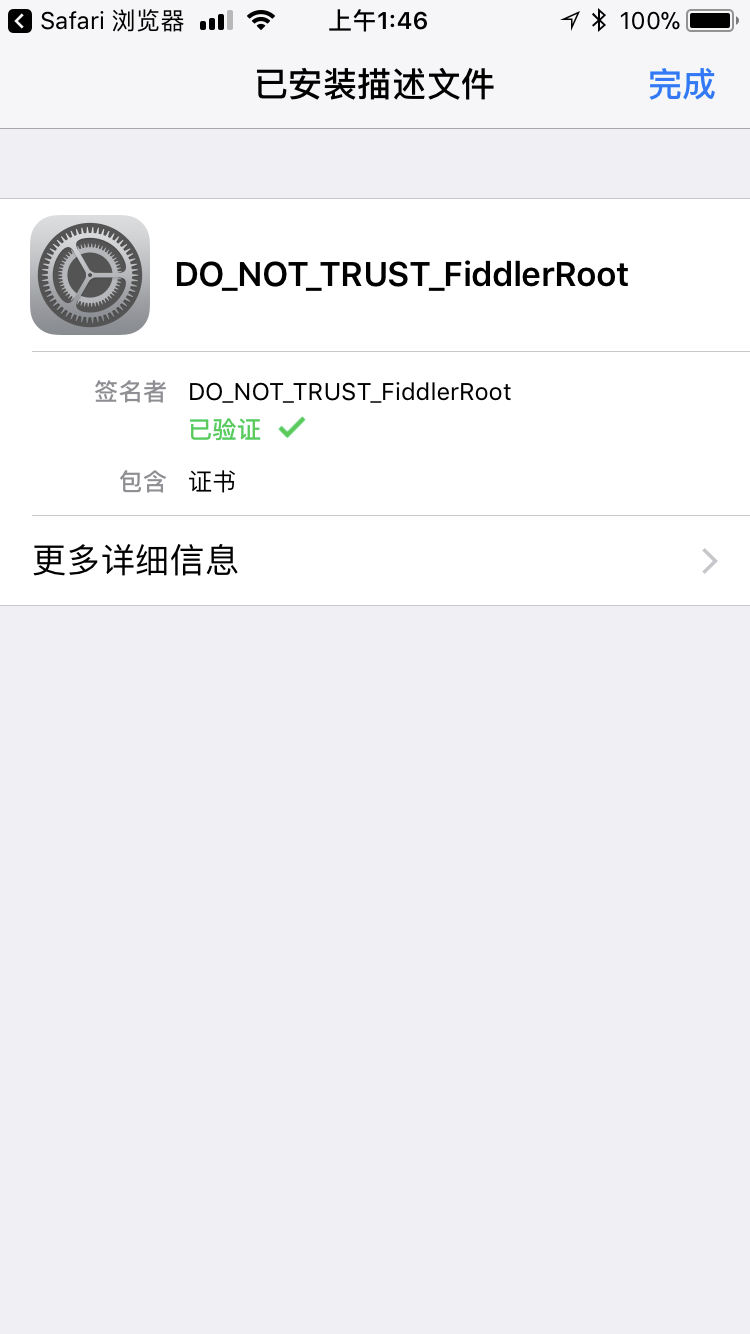 Safari 浏览器 上午1:46 100%
已安装描述文件 完成
DO_NOT_TRUST_FiddlerRoot
签名者 DO_NOT_TRUST_FiddlerRoot
已验证
包含 证书
更多详细信息